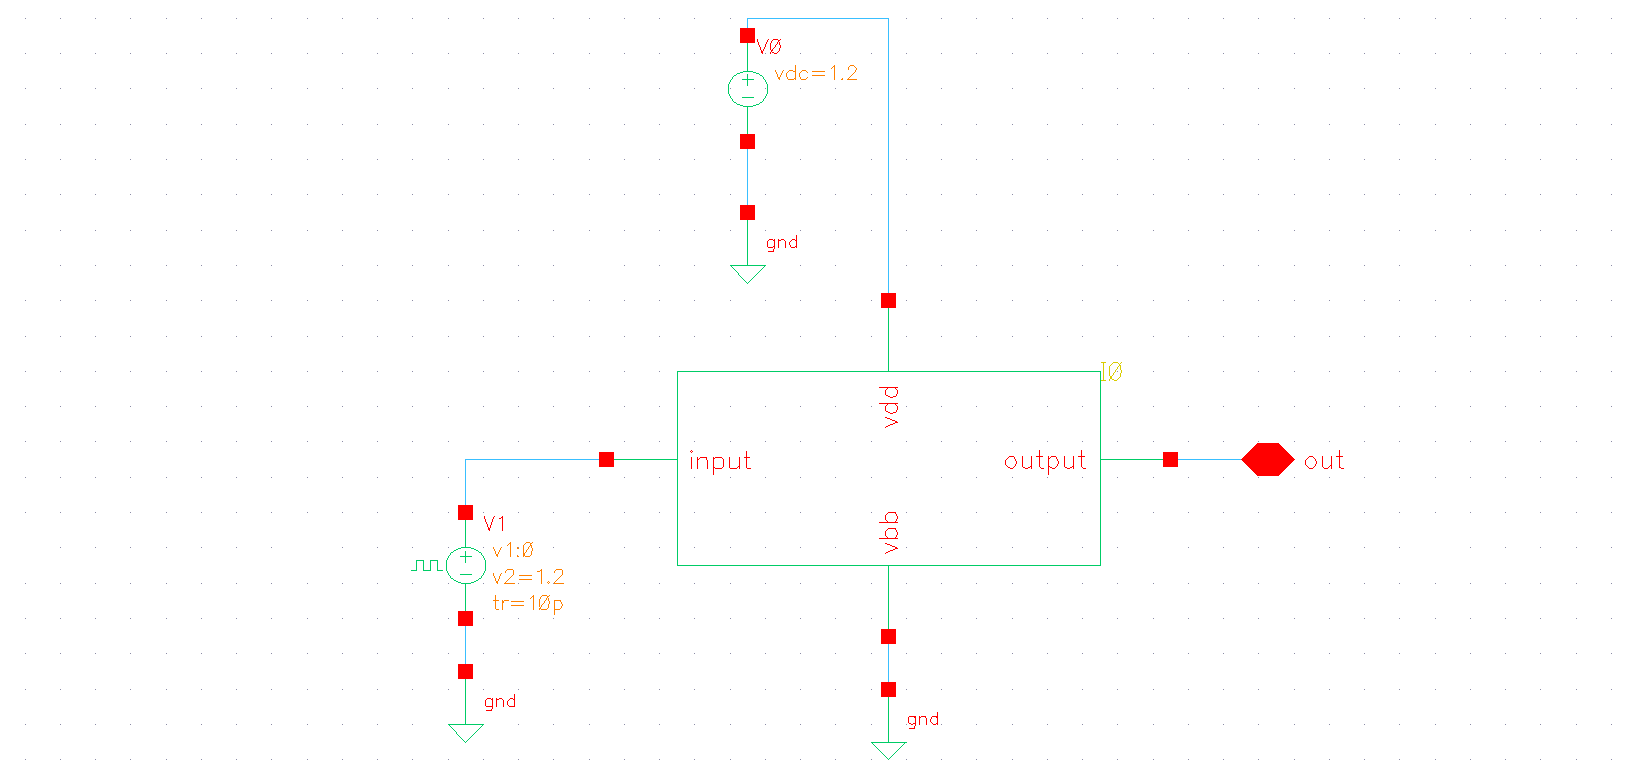 VØ
vdc=1.2
gnd
IØ
vdd
input
output
out
vbb
V1
v1:Ø
v2=1.2
tr=1Øp
gnd
gnd